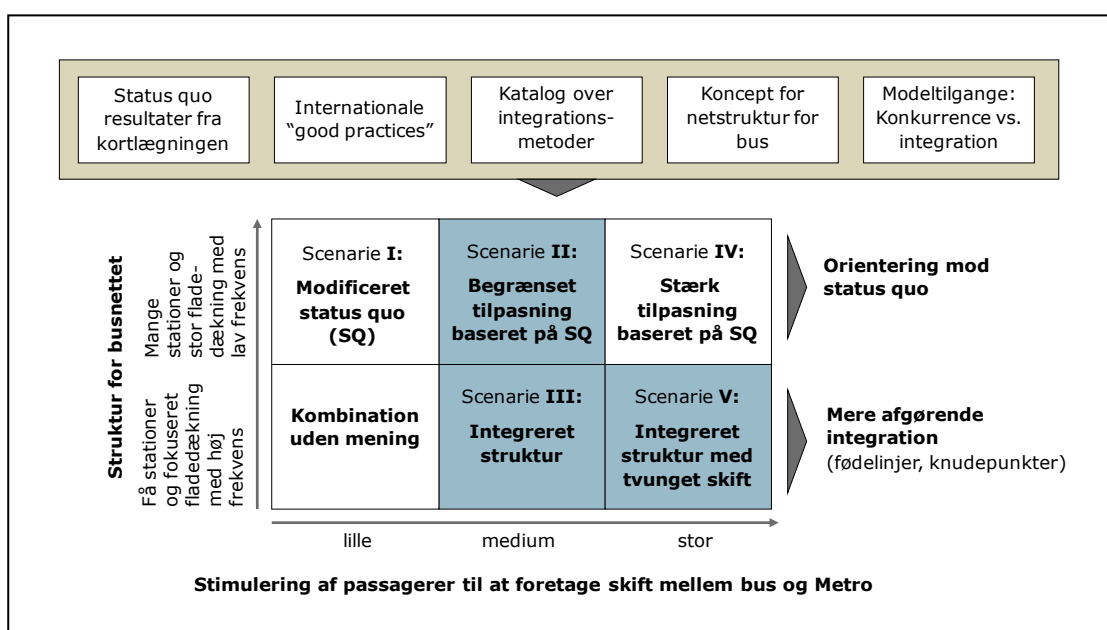 Status quo
resultater fra
kortlægningen
Internationale
“good practices”
Katalog over
integrations-
metoder
Koncept for
netstruktur for
bus
Modeltilgange:
Konkurrence vs.
integration
Struktur for busnettet
Mange
stationer og
stor flade-
dækning med
lav frekvens
Få stationer
og fokuseret
fladedækning
med høj
frekvens
Scenarie I:
Modificeret
status quo
(SQ)
Scenarie II:
Begrænset
tilpasning
baseret på SQ
Scenarie IV:
Stærk
tilpasning
baseret på SQ
Orientering mod
status quo
Kombination
uden mening
Scenarie III:
Integreret
struktur
Scenarie V:
Integreret
struktur med
tvunget skift
Mere afgørende
integration
(fødelinjer, knudepunkter)
lille
medium
stor
Stimulering af passagerer til at foretage skift mellem bus og Metro